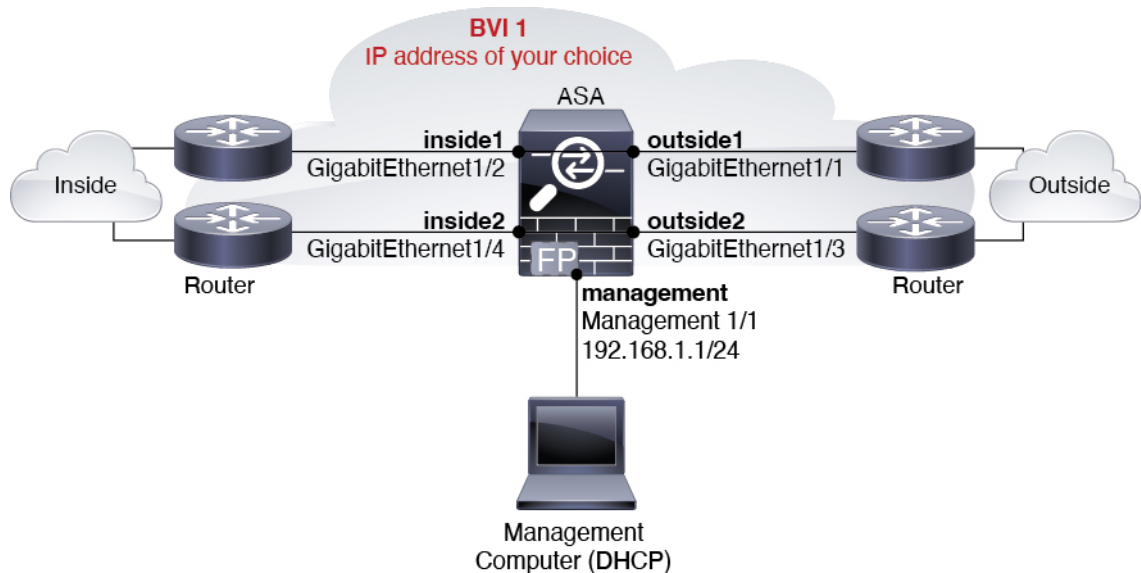 BVI 1
IP address of your choice
ASA
inside1
GigabitEthernet1/2
outside1
GigabitEthernet1/1
Inside
Outside
inside2
GigabitEthernet1/4
outside2
GigabitEthernet1/3
FP
Router
Router
management
Management 1/1
192.168.1.1/24
Management
Computer (DHCP)